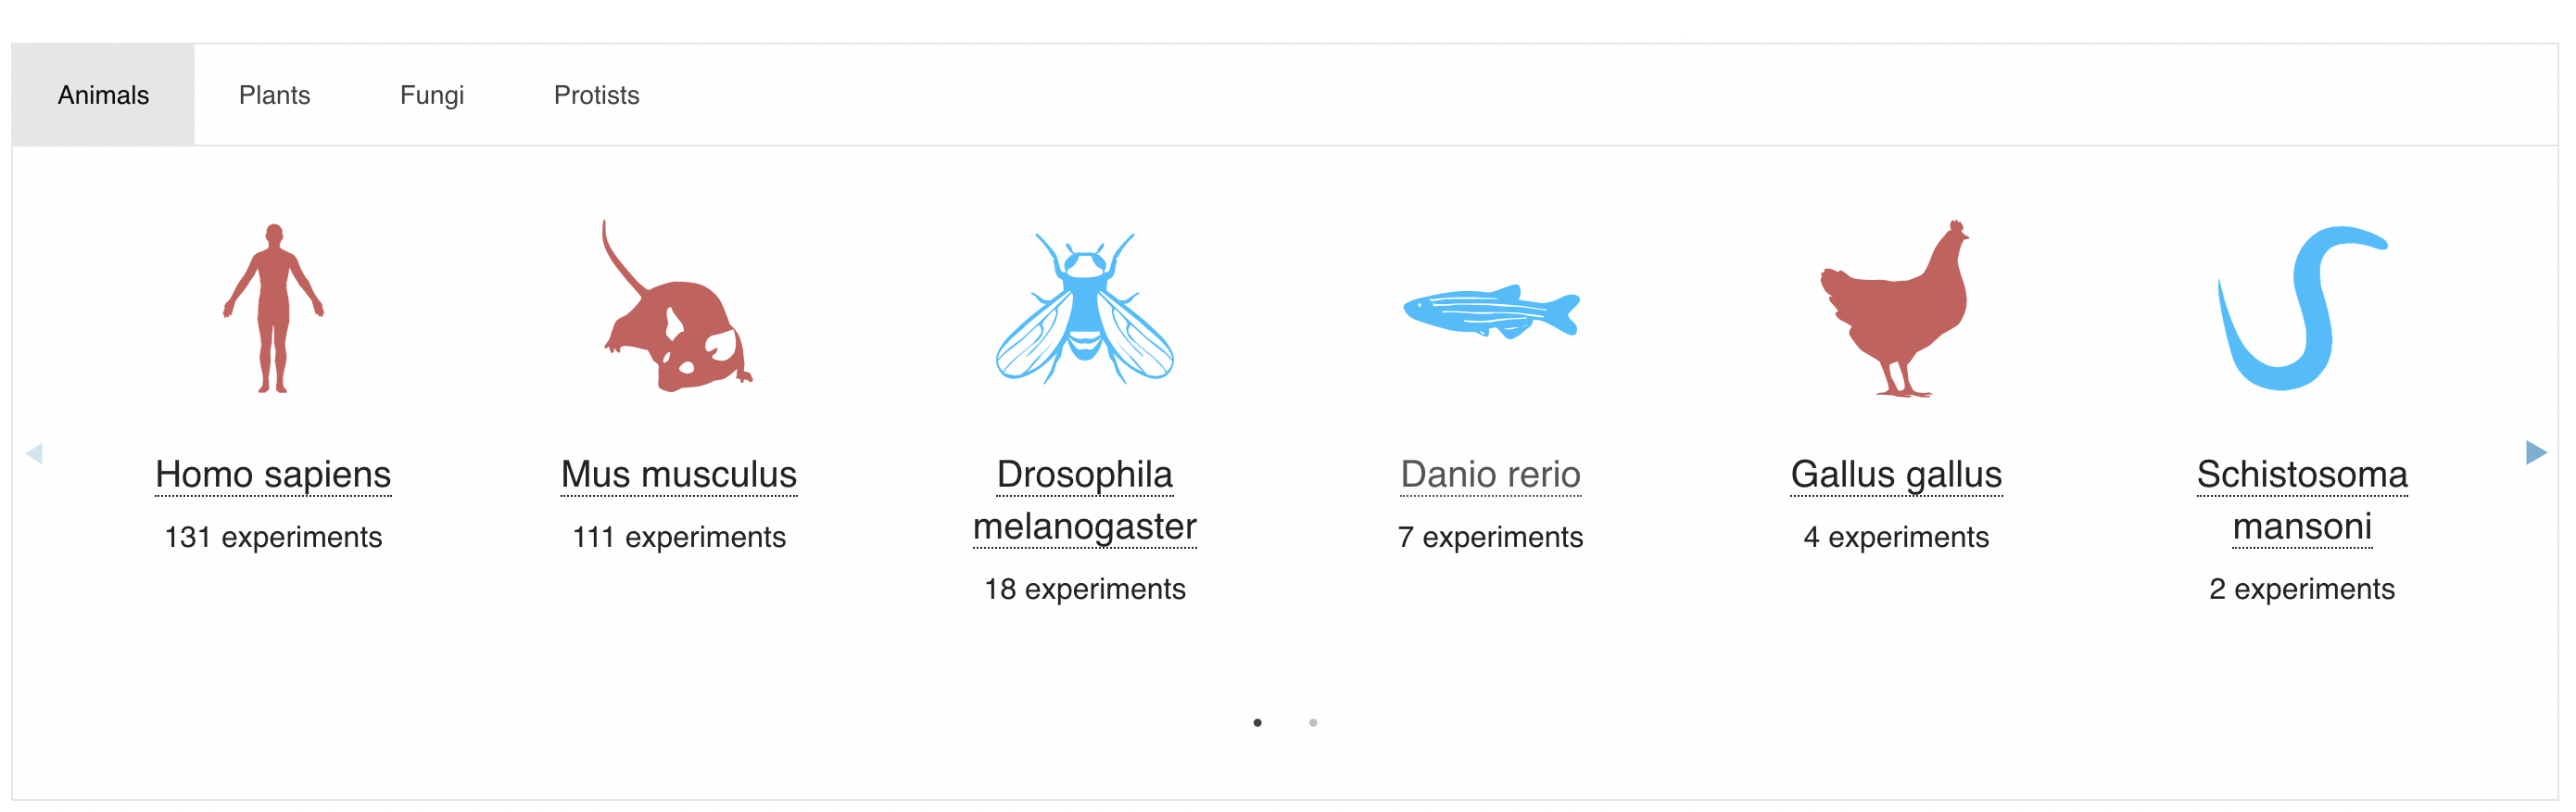 Animals
Plants
Fungi
Protists
Homo sapiens
131 experiments
Mus musculus
111 experiments
Drosophila
melanogaster
18 experiments
Danio rerio
7 experiments
Gallus gallus
4 experiments
Schistosoma
mansoni
2 experiments